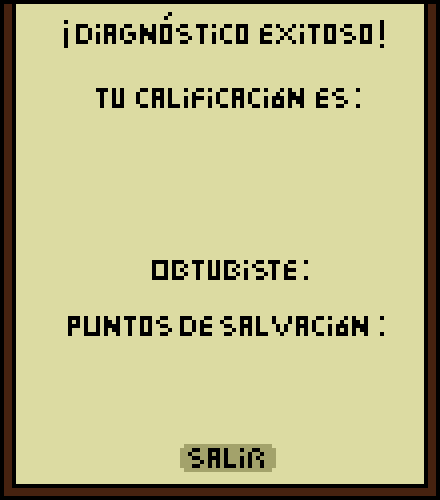 ¡DiAGNÓSTiCO EXiTOSO!
TU CALiFiCACióN ES:
OBTUBiSTE:
PUNTOS DE SALVACióN :
SALiR